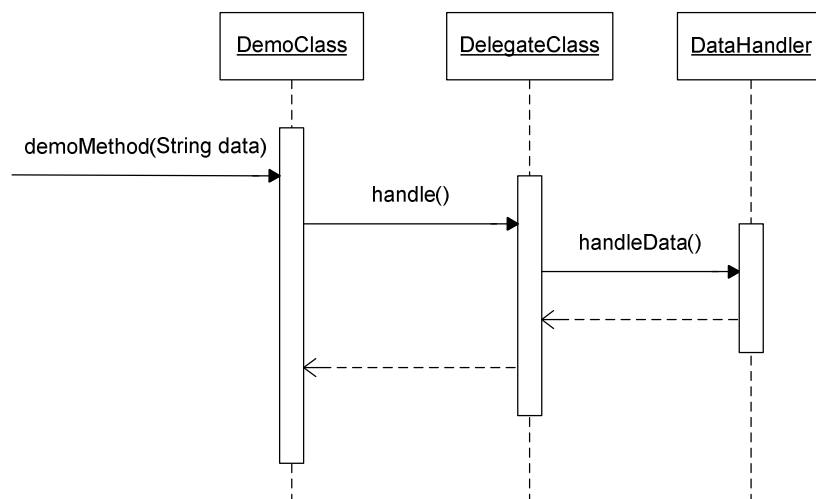 DemoClass
DelegateClass
DataHandler
demoMethod(String data)
handle()
handleData()